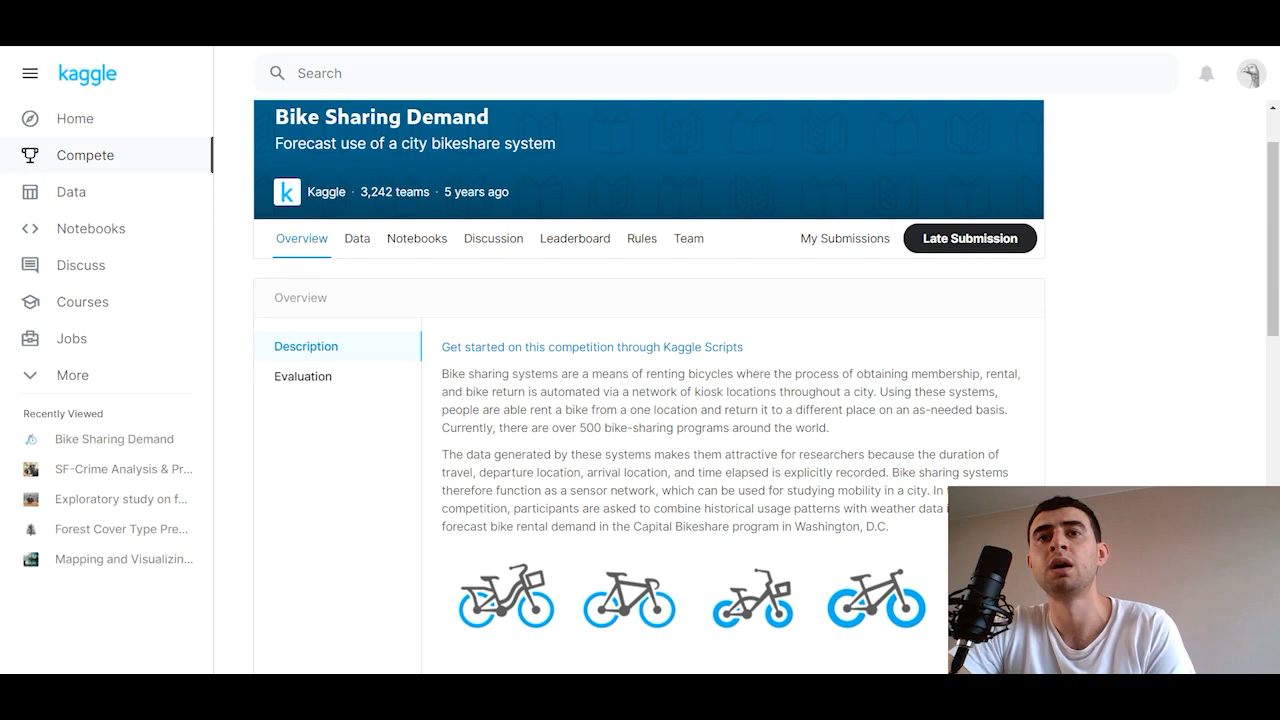 kaggle
Search
Home
Compete
Data
Notebooks
Discuss
Courses
Jobs
More
Recently Viewed
Bike Sharing Demand
SF-Crime Analysis & Pr...
Exploratory study on f...
Forest Cover Type Pre...
Mapping and Visualizin...
Bike Sharing Demand
Forecast use of a city bikeshare system
k
Kaggle · 3,242 teams · 5 years ago
Overview Data Notebooks Discussion Leaderboard Rules Team My Submissions Late Submission
Overview
Description
Evaluation
Get started on this competition through Kaggle Scripts
Bike sharing systems are a means of renting bicycles where the process of obtaining membership, rental,
and bike return is automated via a network of kiosk locations throughout a city. Using these systems,
people are able rent a bike from a one location and return it to a different place on an as-needed basis.
Currently, there are over 500 bike-sharing programs around the world.
The data generated by these systems makes them attractive for researchers because the duration of
travel, departure location, arrival location, and time elapsed is explicitly recorded. Bike sharing systems
therefore function as a sensor network, which can be used for studying mobility in a city. In
competition, participants are asked to combine historical usage patterns with weather data
forecast bike rental demand in the Capital Bikeshare program in Washington, D.C.